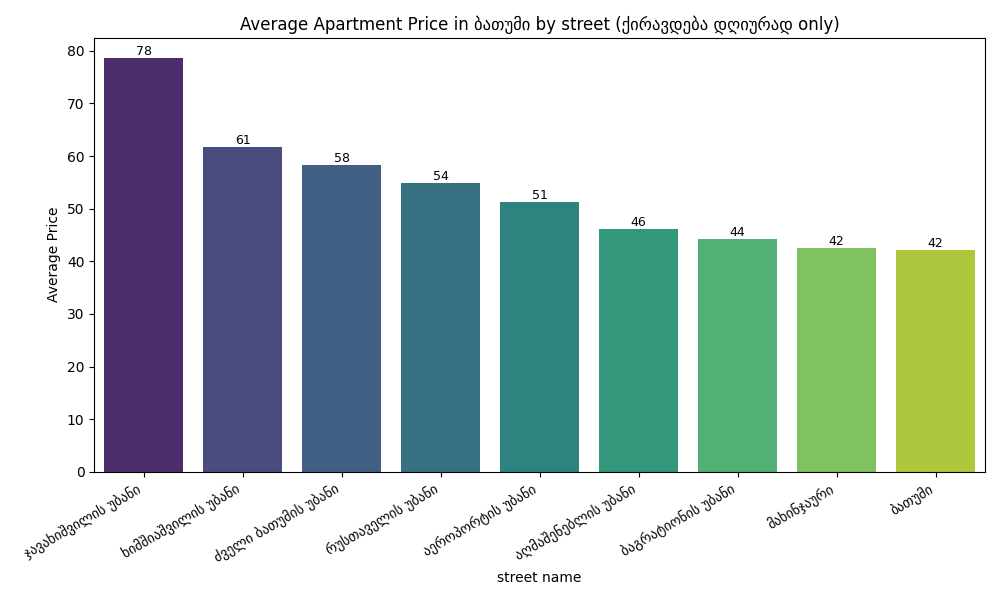 Average Apartment Price in ბათუმი by street (ქირავდება დღიურად only)
Average Price
80
70
60
50
40
30
20
10
0
78
61
58
54
51
46
44
42
42
ჯავახიშვილის უბანი
ხიმშიაშვილის უბანი
ძველი ბათუმის უბანი
რუსთაველის უბანი
აეროპორტის უბანი
აღმაშენებლის უბანი
ბაგრატიონის უბანი
მახინჯაური
ბათუმი
street name